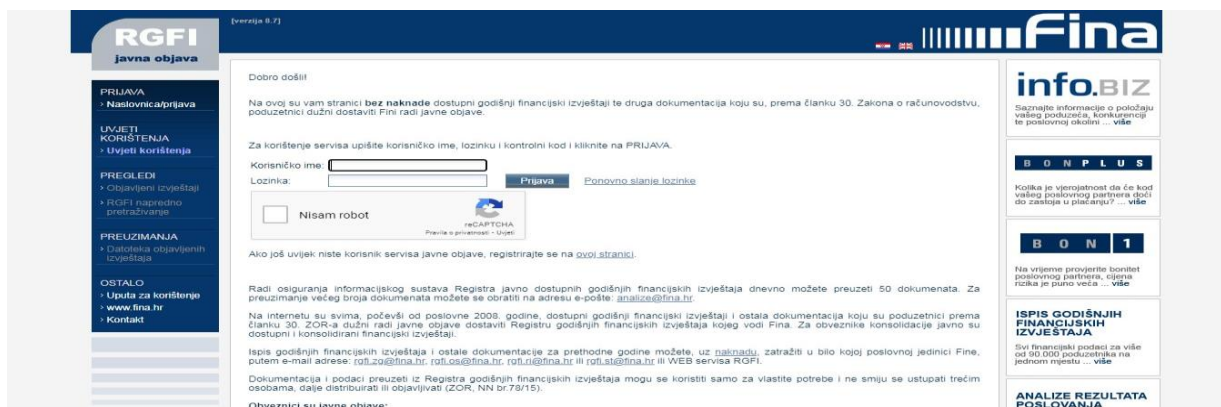 [verzija 8.7]
RGFI
javna objava
Fina
PRIJAVA
› Naslovnica/prijava
UVJETI
KORIŠTENJA
› Uvjeti korištenja
PREGLEDI
› Objavljeni izvještaji
› RGFI napredno
pretraživanje
PREUZIMANJA
› Datoteka objavljenih
izvještaja
OSTALO
› Uputa za korištenje
› www.fina.hr
› Kontakt
Dobro došli!
Na ovoj su vam stranici bez naknade dostupni godišnji financijski izvještaji te druga dokumentacija koju su, prema članku 30. Zakona o računovodstvu,
poduzetnici dužni dostaviti Fini radi javne objave.
Za korištenje servisa upišite korisničko ime, lozinku i kontrolni kod i kliknite na PRIJAVA.
Korisničko ime:
Lozinka: Prijava Ponovno slanje lozinke
Nisam robot
reCAPTCHA
Pravila o privatnosti - Uvjeti
Ako još uvijek niste korisnik servisa javne objave, registrirajte se na ovoj stranici.
Radi osiguranja informacijskog sustava Registra javno dostupnih godišnjih financijskih izvještaja dnevno možete preuzeti 50 dokumenata. Za
preuzimanje većeg broja dokumenata možete se obratiti na adresu e-pošte: analize@fina.hr.
Na internetu su svima, počevši od poslovne 2008. godine, dostupni godišnji financijski izvještaji i ostala dokumentacija koju su poduzetnici prema
članku 30. ZOR-a dužni radi javne objave dostaviti Registru godišnjih financijskih izvještaja kojeg vodi Fina. Za obveznike konsolidacije javno su
dostupni i konsolidirani financijski izvještaji.
Ispis godišnjih financijskih izvještaja i ostale dokumentacije za prethodne godine možete, uz naknadu, zatražiti u bilo kojoj poslovnoj jedinici Fine,
putem e-mail adrese: rgfi.zg@fina.hr, rgfi.os@fina.hr, rgfi.ri@fina.hr ili rgfi.st@fina.hr ili WEB servisa RGFI.
Dokumentacija i podaci preuzeti iz Registra godišnjih financijskih izvještaja mogu se koristiti samo za vlastite potrebe i ne smiju se ustupati trećim
osobama, dalje distribuirati ili objavljivati (ZOR, NN br.78/15).
Obveznici su javne objave:
info.BIZ
Saznajte informacije o položaju
vašeg poduzeća, konkurenciji
te poslovnoj okolini ... više
BONPLUS
Kolika je vjerojatnost da će kod
vašeg poslovnog partnera doći
do zastoja u plaćanju? ... više
BON 1
Na vrijeme provjerite bonitet
poslovnog partnera, cijena
rizika je puno veća ... više
ISPIS GODIŠNJIH
FINANCIJSKIH
IZVJEŠTAJA
Svi financijski podaci za više
od 90.000 poduzetnika na
jednom mjestu ... više
ANALIZE REZULTATA
POSLOVANJA